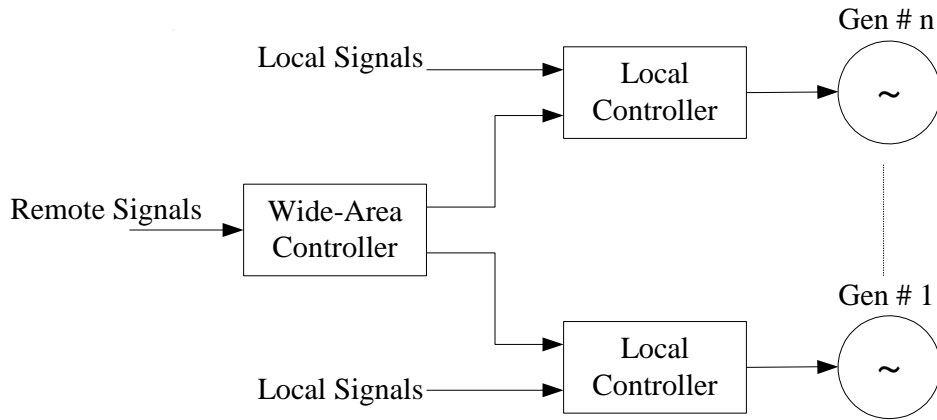 Gen # n
Local Signals
Local
Controller
~
Remote Signals
Wide-Area
Controller
Gen # 1
Local
Controller
~
Local Signals